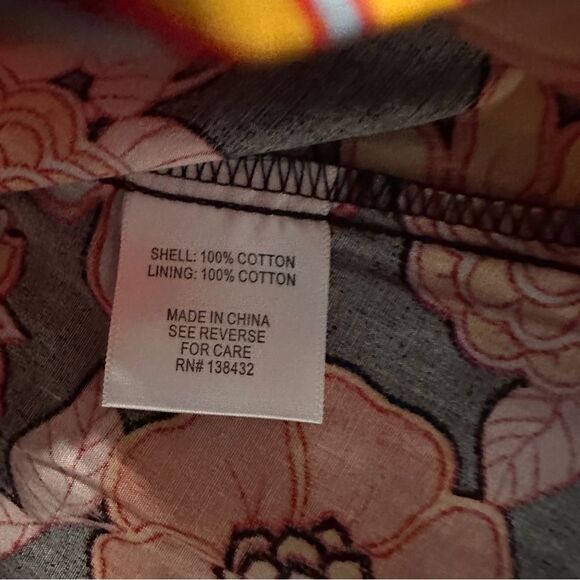 SHELL: 100% COTTON
LINING: 100% COTTON
MADE IN CHINA
SEE REVERSE
FOR CARE
RN# 138432